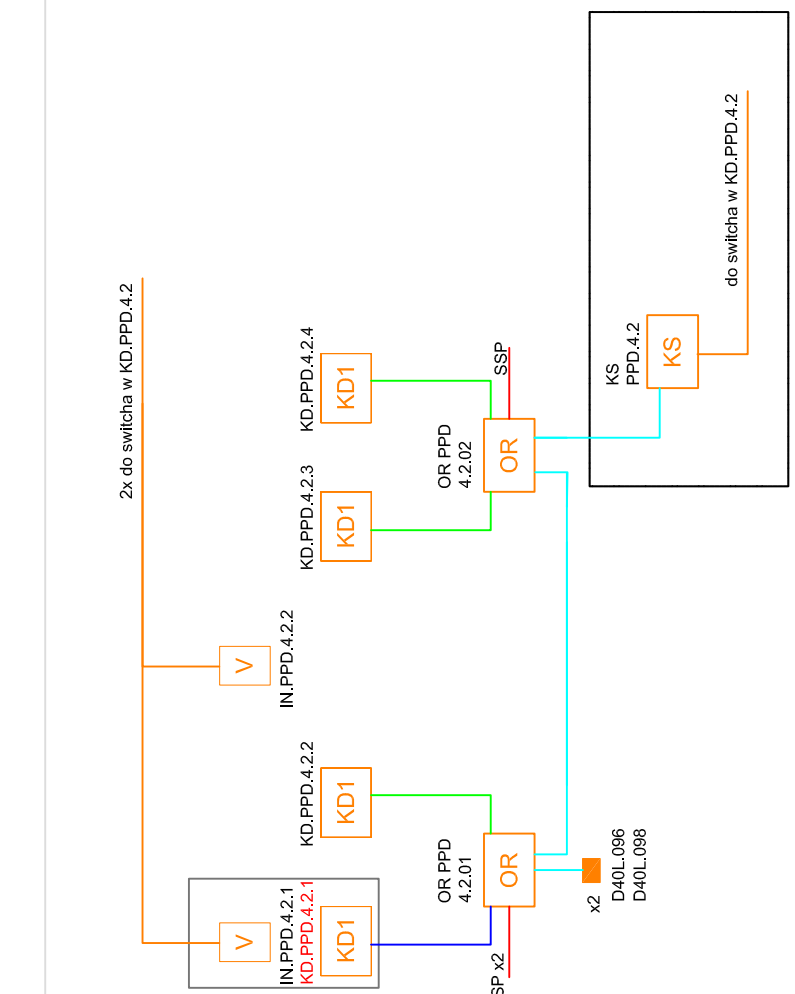 2x do switcha w KD.PPD.4.2
V
IN.PPD.4.2.1
KD.PPD.4.2.1
KD1
KD.PPD.4.2.2
KD1
V
IN.PPD.4.2.2
KD.PPD.4.2.3
KD1
KD.PPD.4.2.4
KD1
OR PPD
4.2.01
OR
SP x2
x2
D40L.096
D40L.098
OR PPD
4.2.02
OR
SSP
KS
PPD.4.2
KS
do switcha w KD.PPD.4.2